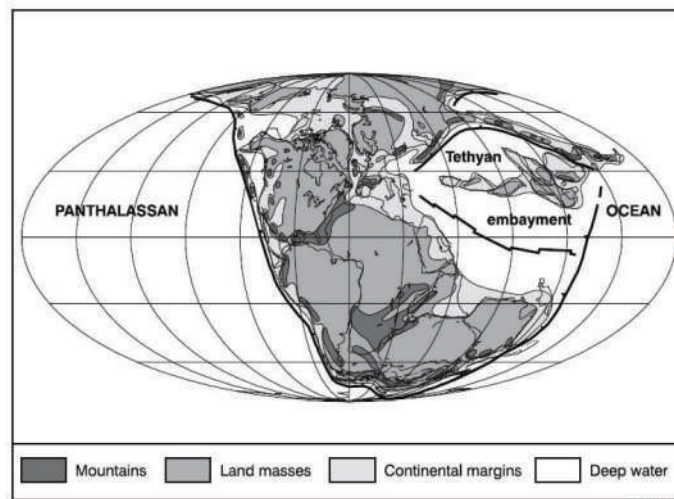 Tethyan
PANTHALASSAN
OCEAN
embayment
Mountains
Land masses
Continental margins
Deep water